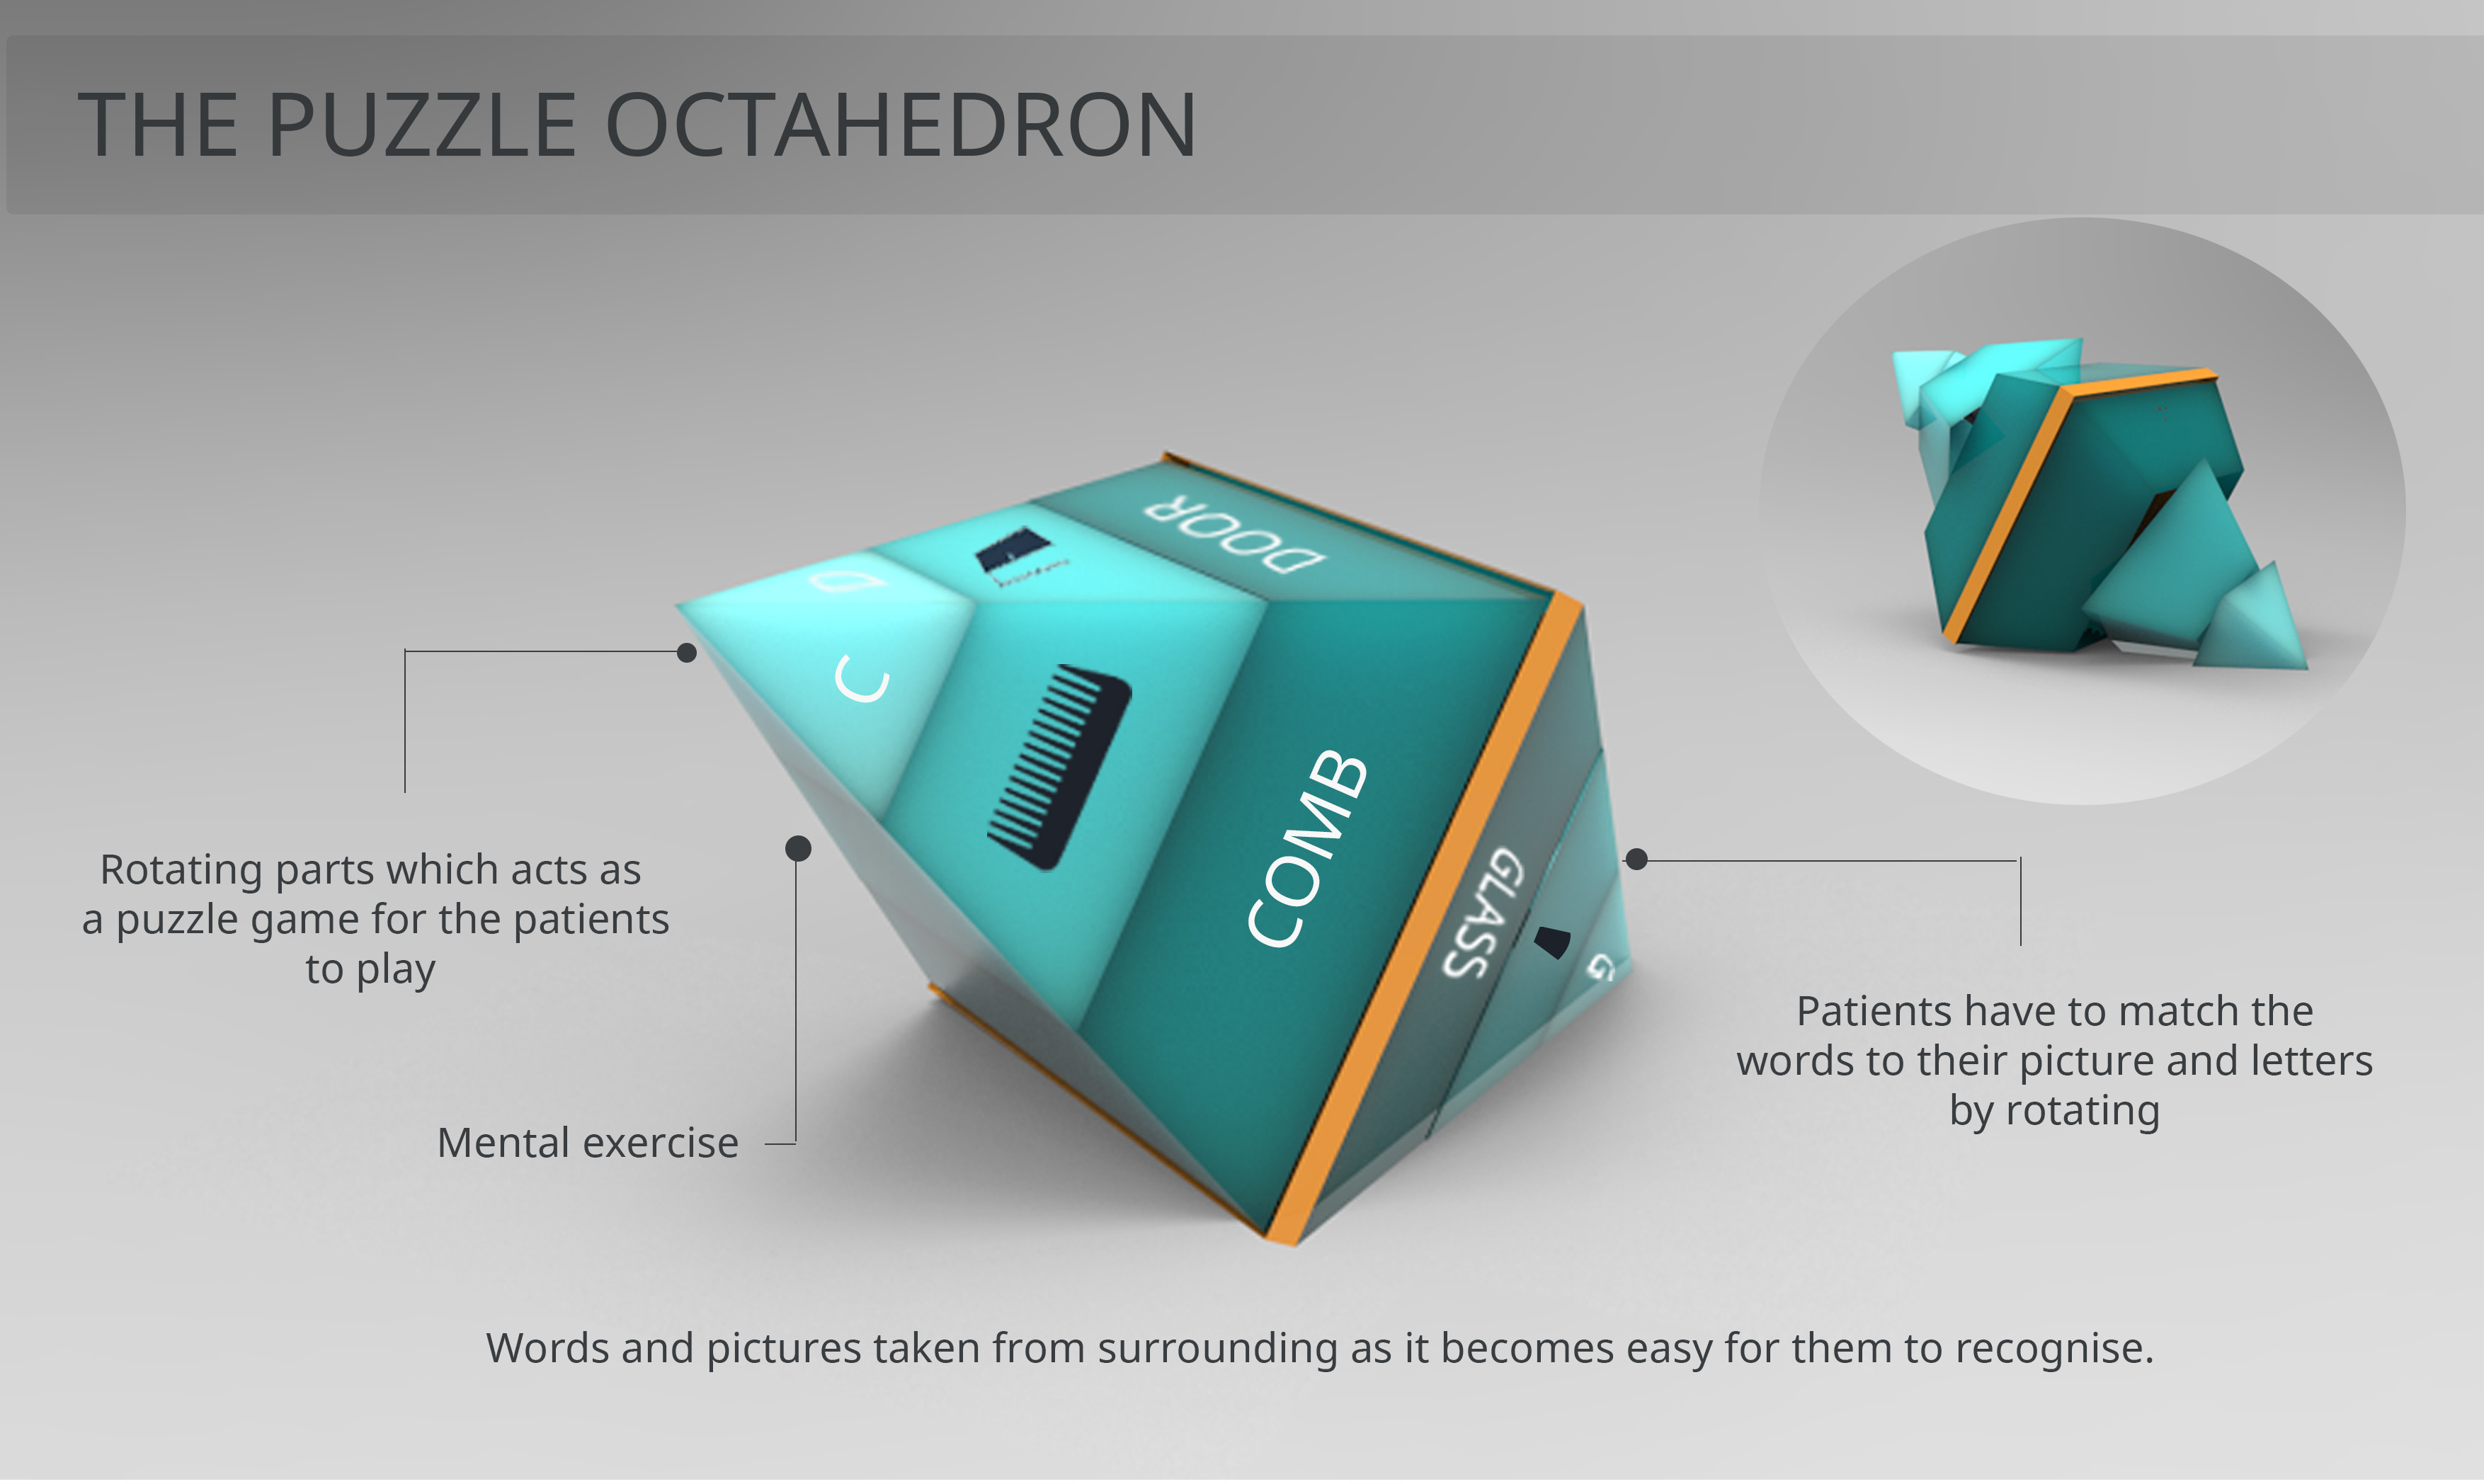 THE PUZZLE OCTAHEDRON
DOOR
D
C
COMB
GLASS
G
Rotating parts which acts as
a puzzle game for the patients
to play
Mental exercise
Patients have to match the
words to their picture and letters
by rotating
Words and pictures taken from surrounding as it becomes easy for them to recognise.